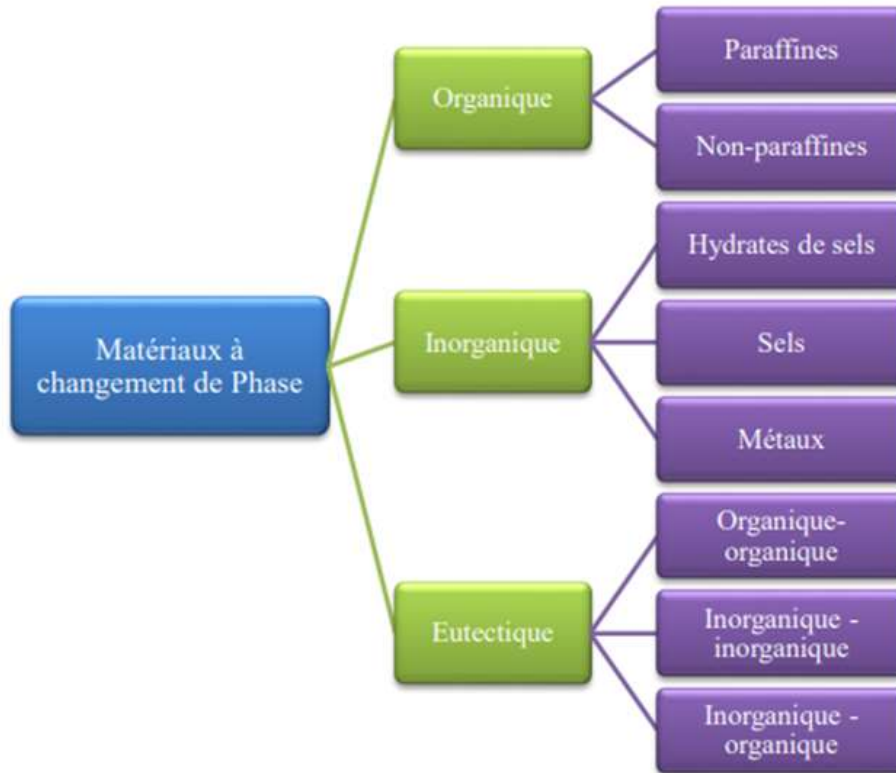 Matériaux à
changement de Phase
Organique
Paraffines
Non-paraffines
Inorganique
Hydrates de sels
Sels
Métaux
Eutectique
Organique-
organique
Inorganique -
inorganique
Inorganique -
organique